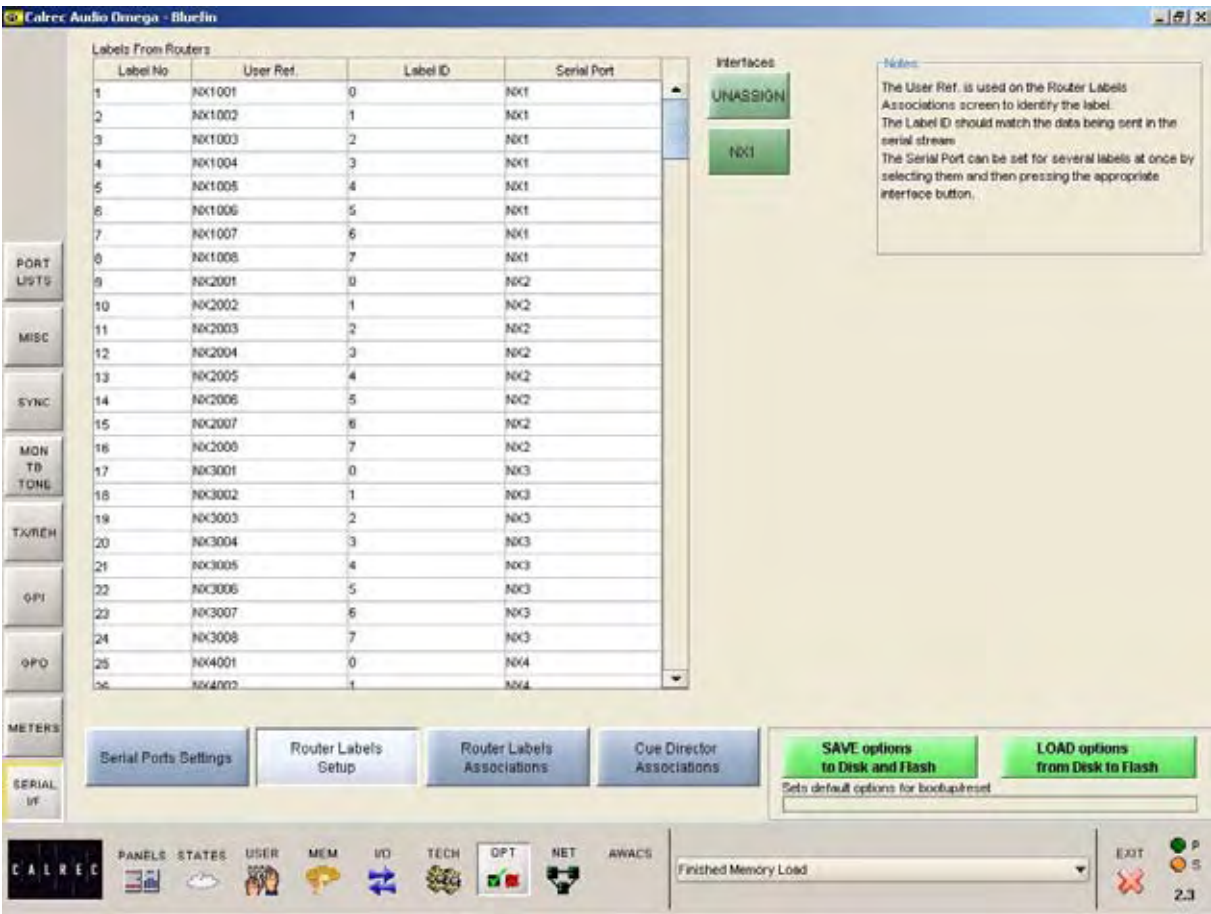 Calrec Audio Omega - Bluefin
Labels From Routers
Label No User Ref. Label ID Serial Port
1 NX1001 0 NX1
2 NX1002 1 NX1
3 NX1003 2 NX1
4 NX1004 3 NX1
5 NX1005 4 NX1
6 NX1006 5 NX1
7 NX1007 6 NX1
8 NX1008 7 NX1
9 NX2001 0 NX2
10 NX2002 1 NX2
11 NX2003 2 NX2
12 NX2004 3 NX2
13 NX2005 4 NX2
14 NX2006 5 NX2
15 NX2007 6 NX2
16 NX2008 7 NX2
17 NX3001 0 NX3
18 NX3002 1 NX3
19 NX3003 2 NX3
20 NX3004 3 NX3
21 NX3005 4 NX3
22 NX3006 5 NX3
23 NX3007 6 NX3
24 NX3008 7 NX3
25 NX4001 0 NX4
26 NX4002 1 NX4
Interfaces
UNASSIGN
NX1
Notes
The User Ref. is used on the Router Labels
Associations screen to identify the label.
The Label ID should match the data being sent in the
serial stream
The Serial Port can be set for several labels at once by
selecting them and then pressing the appropriate
interface button.
PORT
LISTS
MISC
SYNC
MON
TB
TONE
TX/REH
GPI
OPO
METERS
SERIAL
I/F
Serial Ports Settings
Router Labels
Setup
Router Labels
Associations
Cue Director
Associations
SAVE options
to Disk and Flash
LOAD options
from Disk to Flash
Sets default options for bootup/reset
CALREC
PANELS STATES USER MEM I/O TECH OPT NET AWACS
Finished Memory Load
EXIT
P
S
2.3